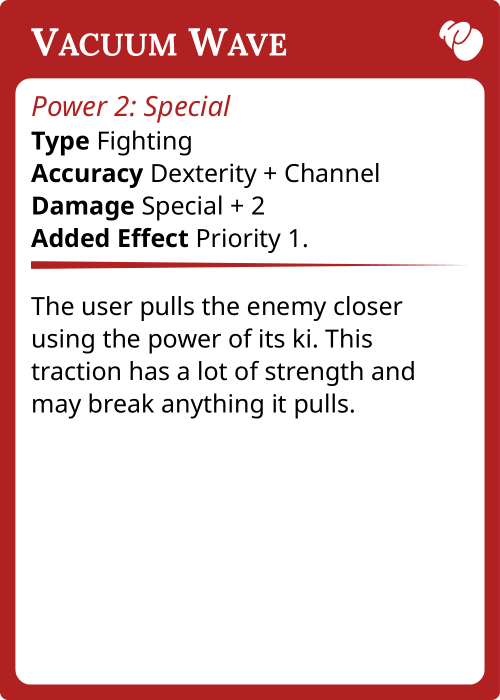 Vacuum Wave
Power 2: Special
Type Fighting
Accuracy Dexterity + Channel
Damage Special + 2
Added Effect Priority 1.
The user pulls the enemy closer
using the power of its ki. This
traction has a lot of strength and
may break anything it pulls.